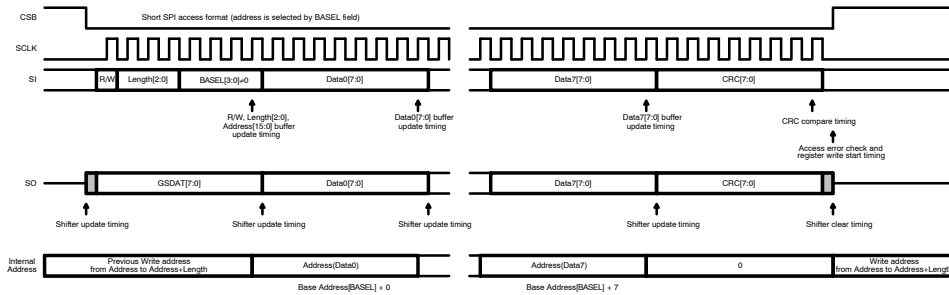 CSB
Short SPI access format (address is selected by BASEL field)
SCLK
SI
R/W Length[2:0] BASEL[3:0]≠0 Data0[7:0] Data7[7:0] CRC[7:0]
R/W, Length[2:0],
Address[15:0] buffer
update timing
Data0[7:0] buffer
update timing
Data7[7:0] buffer
update timing
CRC compare timing
Access error check and
register write start timing
SO
GSDAT[7:0] Data0[7:0] Data7[7:0] CRC[7:0]
Shifter update timing Shifter update timing Shifter update timing Shifter update timing Shifter clear timing
Internal
Address
Previous Write address
from Address to Address+Length
Address(Data0) Address(Data7) 0
Write address
from Address to Address+Length
Base Address[BASEL] + 0 Base Address[BASEL] + 7